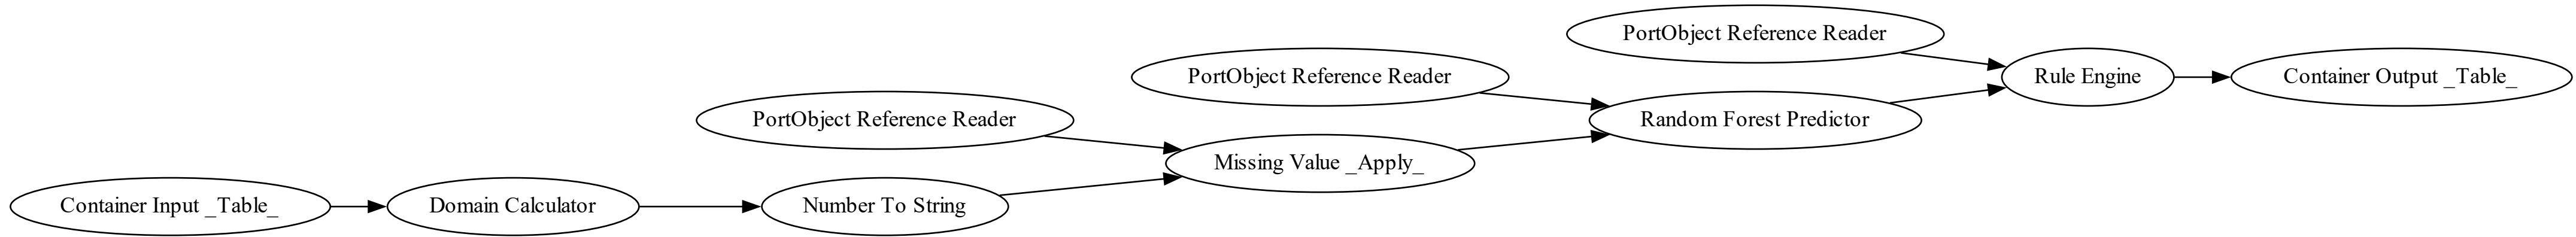 PortObject Reference Reader
PortObject Reference Reader
Rule Engine
Container Output _Table_
PortObject Reference Reader
Random Forest Predictor
Missing Value _Apply_
Container Input _Table_
Domain Calculator
Number To String